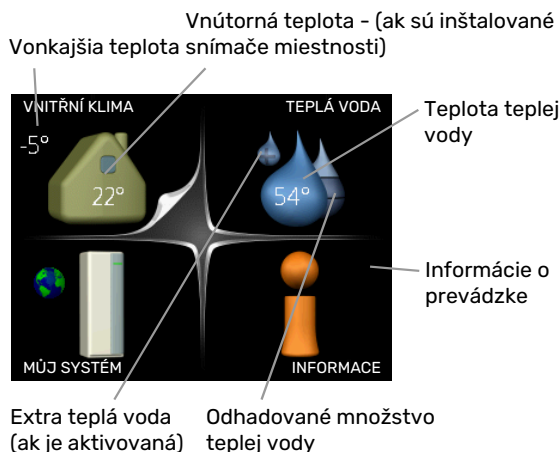 Vnútorná teplota - (ak sú inštalované
Vonkajšia teplota snímače miestnosti)
VNITŘNÍ KLIMA
TEPLÁ VODA
-5°
22°
54°
Teplota teplej
vody
Informácie o
prevádzke
MŮJ SYSTÉM
INFORMACE
Extra teplá voda
(ak je aktivovaná)
Odhadované množstvo
teplej vody